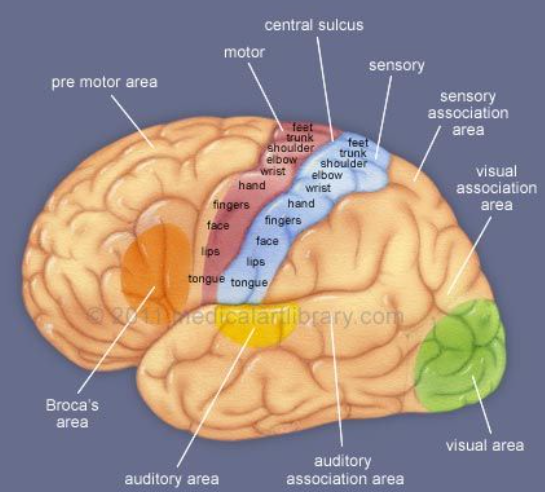 central sulcus
motor
sensory
pre motor area
sensory
association
area
visual
association
area
feet
trunk
shoulder
elbow
wrist
hand
fingers
face
lips
tongue
feet
trunk
shoulder
elbow
wrist
hand
fingers
face
lips
tongue
© 2011 medicalartlibrary.com
Broca's
area
auditory area
auditory
association area
visual area